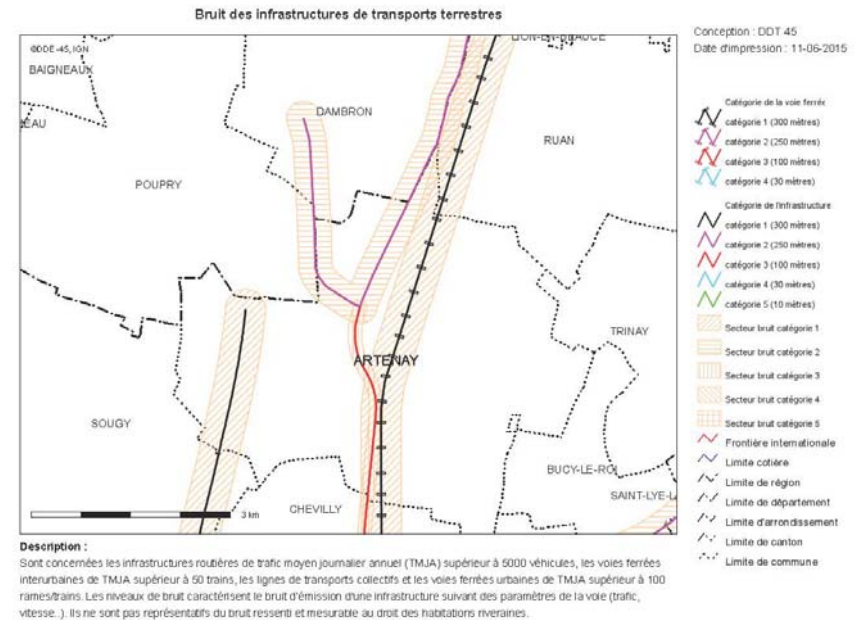 Bruit des infrastructures de transports terrestres
Conception : DDT 45
Date d'impression : 11-06-2015
©DDE-45, IGN
BAIGNEAUX
EAU
DAMBRON
LION-EN-BEAUCE
RUAN
POUPRY
TRINAY
ARTENAY
SOUGY
BUCY-LE-ROI
SAINT-LYE-L
CHEVILLY
3 km
Catégorie de la voie ferrée
catégorie 1 (300 mètres)
catégorie 2 (250 mètres)
catégorie 3 (100 mètres)
catégorie 4 (30 mètres)
Catégorie de l'infrastructure
catégorie 1 (300 mètres)
catégorie 2 (250 mètres)
catégorie 3 (100 mètres)
catégorie 4 (30 mètres)
catégorie 5 (10 mètres)
Secteur bruit catégorie 1
Secteur bruit catégorie 2
Secteur bruit catégorie 3
Secteur bruit catégorie 4
Secteur bruit catégorie 5
Frontière internationale
Limite cotière
Limite de région
Limite de département
Limite d'arrondissement
Limite de canton
Limite de commune
Description :
Sont concernées les infrastructures routières de trafic moyen journalier annuel (TMJA) supérieur à 5000 véhicules, les voies ferrées
interurbaines de TMJA supérieur à 50 trains, les lignes de transports collectifs et les voies ferrées urbaines de TMJA supérieur à 100
rames/trains. Les niveaux de bruit caractérisent le bruit d'émission d'une infrastructure suivant des paramètres de la voie (trafic,
vitesse..). Ils ne sont pas représentatifs du bruit ressenti et mesurable au droit des habitations riveraines.